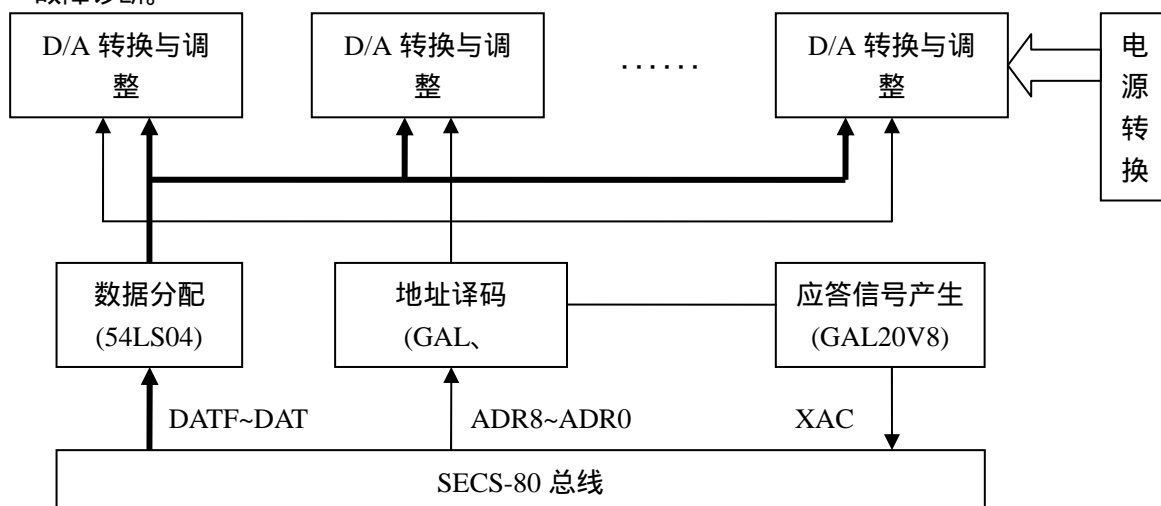 D/A 转换与调
整
D/A 转换与调
整
······
D/A 转换与调
整
电
源
转
换
数据分配
(54LS04)
地址译码
(GAL、
应答信号产生
(GAL20V8)
DATF~DAT
ADR8~ADR0
XAC
SECS-80 总线